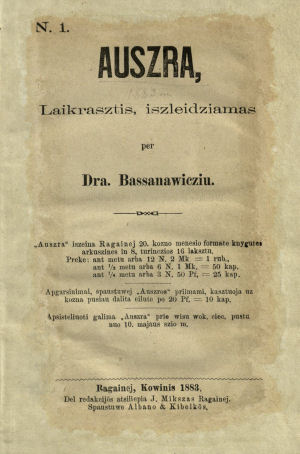 N. 1.
AUSZRA,
Laikrasztis, iszleidziamas
per
Dra. Bassanawicziu.
„Auszra“ iszeina Ragainej 20. kozno menesio formate knygutes
arkuszines in 8, turinczios 16 laksztu.
Preke: ant metu arba 12 N. 2 Mk = 1 rub.,
ant ½ metu arba 6 N. 1 Mk, = 50 kap.
ant ¼ metu arba 3 N. 50 Pf, = 25 kap.
Apgarsinimai, spaustuwej „Auszros“ priimami, kasztuoja uz
kozna pusiau dalita eilute po 20 Pf. = 10 kap.
Apsisteliuoti galima „Auszra“ prie wisu wok. ciec. pustu
nuo 10. majaus szio m.
Ragainej, Kowinis 1883.
Del redakcijos atsiliepia J. Mikszas Ragainej.
Spaustuwe Albano & Kibelkös.